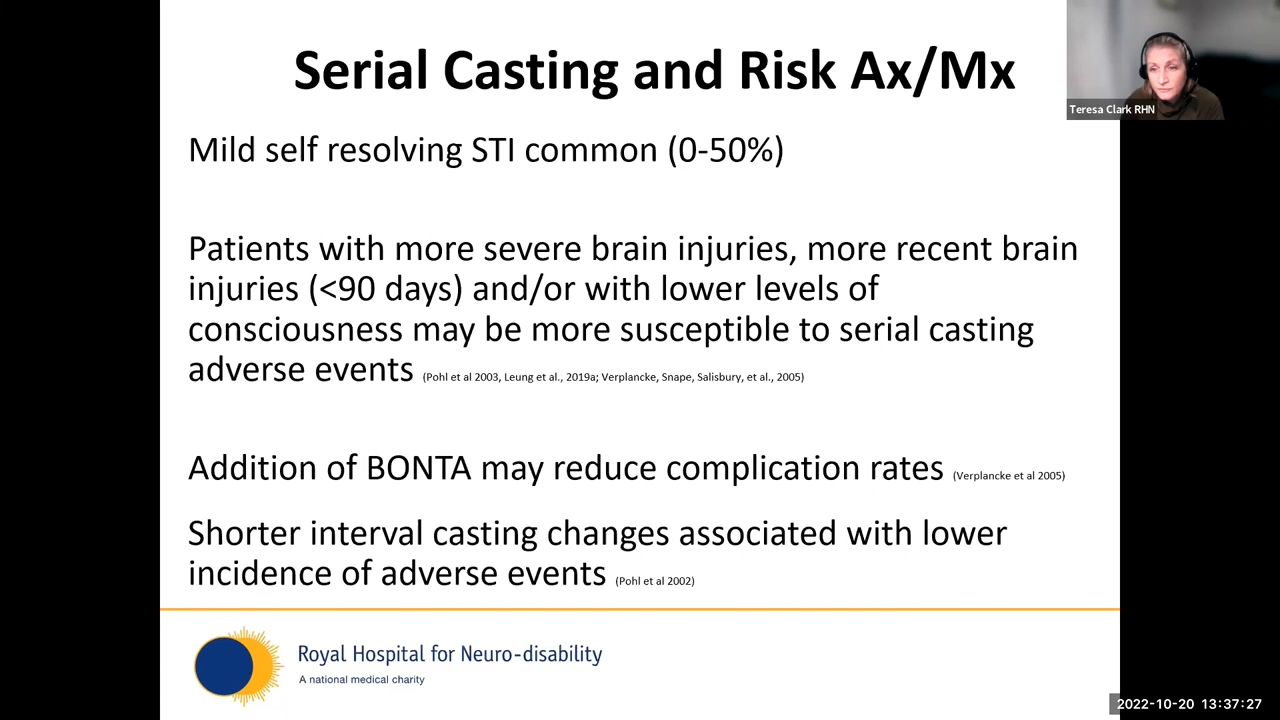 Serial Casting and Risk Ax/Mx
Teresa Clark RHN
Mild self resolving STI common (0-50%)
Patients with more severe brain injuries, more recent brain
injuries (<90 days) and/or with lower levels of
consciousness may be more susceptible to serial casting
adverse events (Pohl et al 2003, Leung et al., 2019a; Verplancke, Snape, Salisbury, et al., 2005)
Addition of BONTA may reduce complication rates (Verplancke et al 2005)
Shorter interval casting changes associated with lower
incidence of adverse events (Pohl et al 2002)
Royal Hospital for Neuro-disability
A national medical charity
2022-10-20 13:37:27